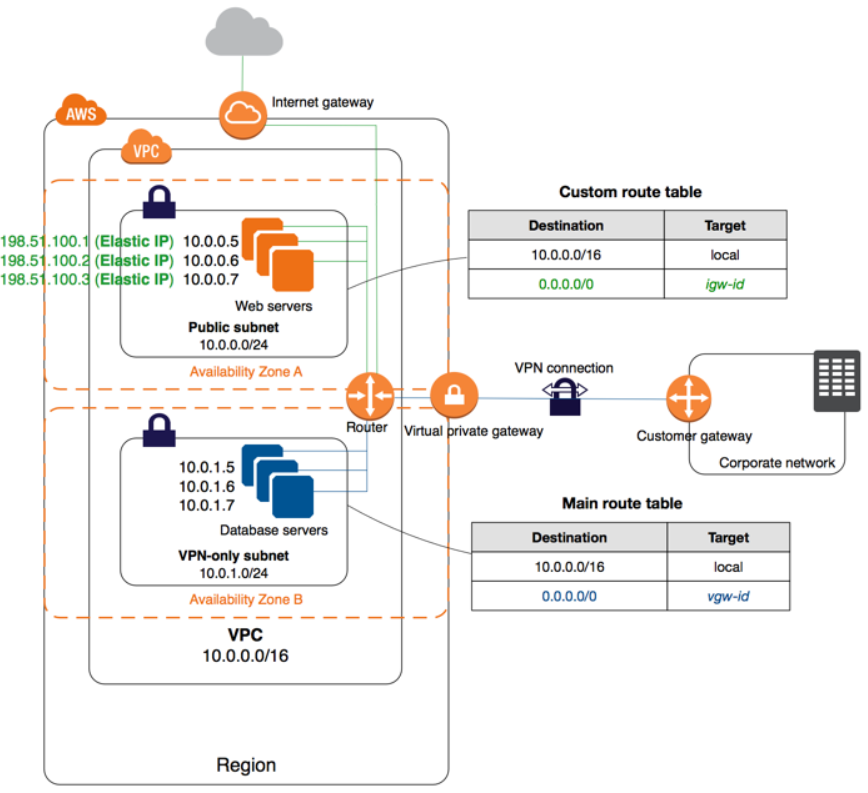 Internet gateway
AWS
VPC
Custom route table
Destination Target
10.0.0.0/16 local
0.0.0.0/0 igw-id
198.51.100.1 (Elastic IP) 10.0.0.5
198.51.100.2 (Elastic IP) 10.0.0.6
198.51.100.3 (Elastic IP) 10.0.0.7
Web servers
Public subnet
10.0.0.0/24
Availability Zone A
VPN connection
Router
Virtual private gateway
Customer gateway
Corporate network
10.0.1.5
10.0.1.6
10.0.1.7
Database servers
VPN-only subnet
10.0.1.0/24
Availability Zone B
Main route table
Destination Target
10.0.0.0/16 local
0.0.0.0/0 vgw-id
VPC
10.0.0.0/16
Region